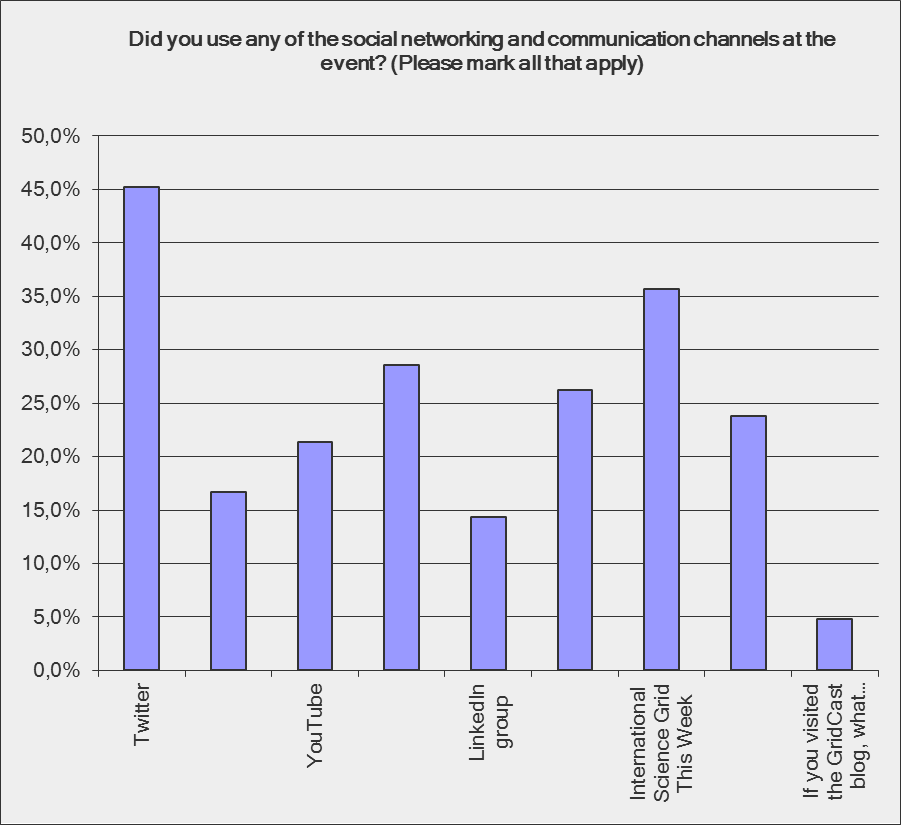 Did you use any of the social networking and communication channels at the
event? (Please mark all that apply)
50,0%
45,0%
40,0%
35,0%
30,0%
25,0%
20,0%
15,0%
10,0%
5,0%
0,0%
Twitter
YouTube
LinkedIn
group
International
Science Grid
This Week
If you visited
the GridCast
blog, what...